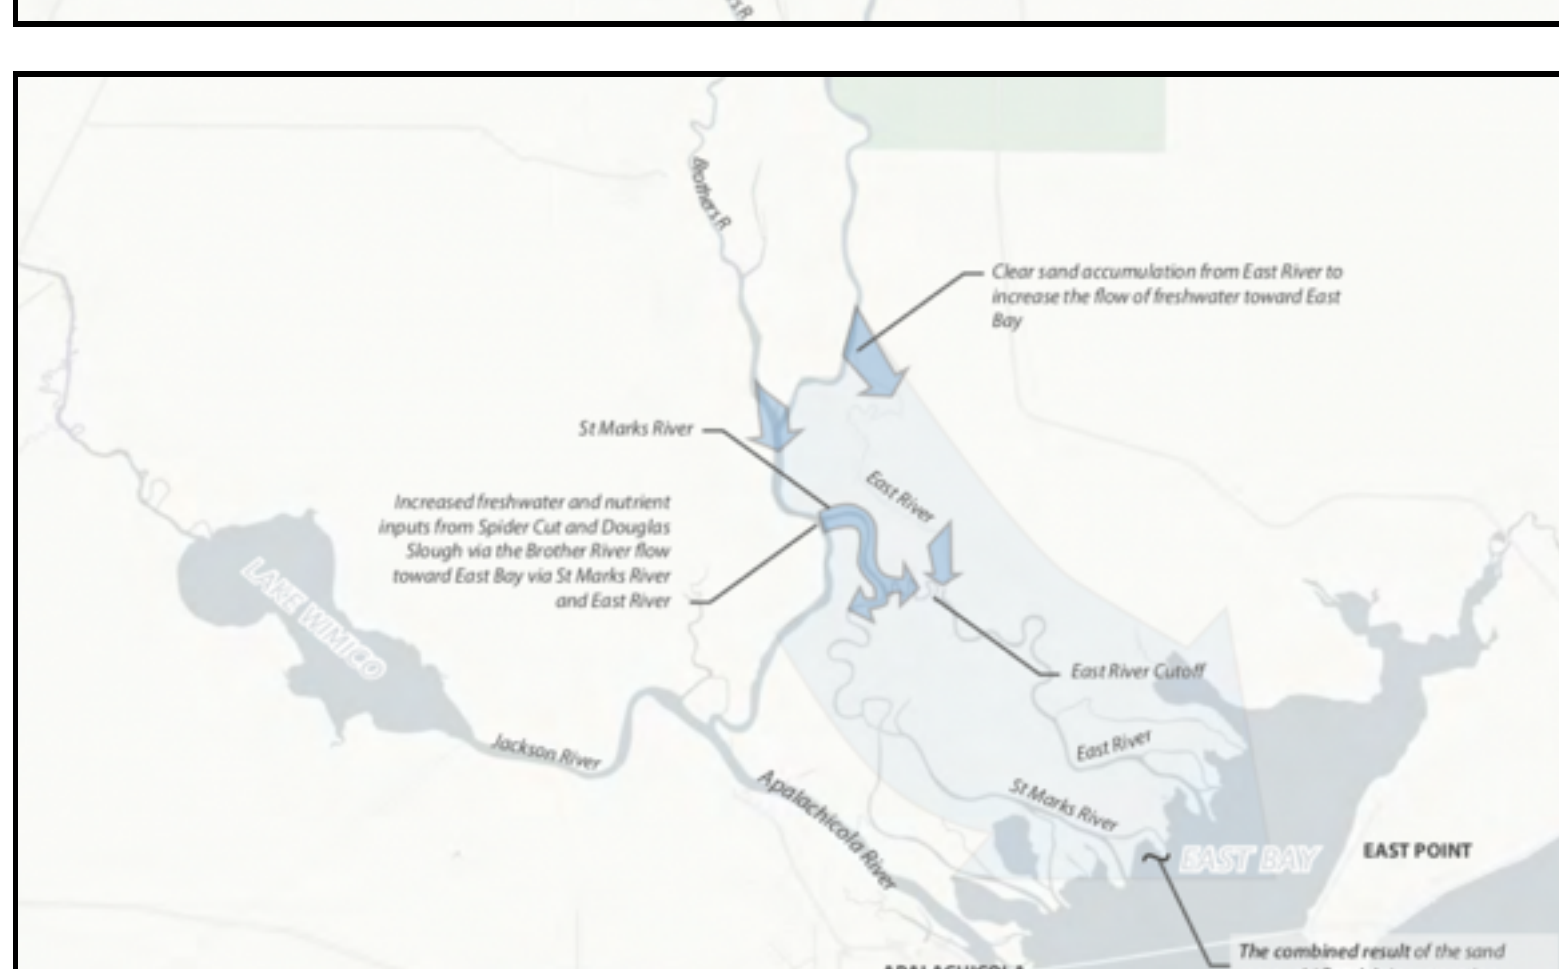 Brothers R
Clear sand accumulation from East River to
increase the flow of freshwater toward East
Bay
St Marks River
East River
Increased freshwater and nutrient
inputs from Spider Cut and Douglas
Slough via the Brother River flow
toward East Bay via St Marks River
and East River
LAKE WIMICO
East River Cutoff
Jackson River
East River
Apalachicola River
St Marks River
EAST BAY
EAST POINT
The combined result of the sand
APALACHICOLA